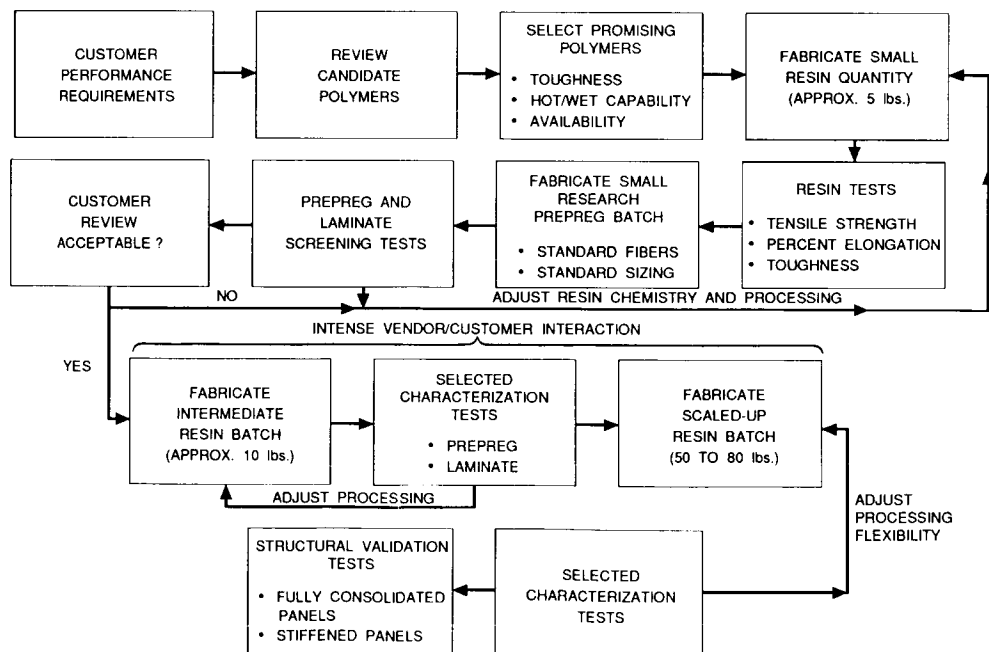 CUSTOMER
PERFORMANCE
REQUIREMENTS
REVIEW
CANDIDATE
POLYMERS
SELECT PROMISING
POLYMERS
• TOUGHNESS
• HOT/WET CAPABILITY
• AVAILABILITY
FABRICATE SMALL
RESIN QUANTITY
(APPROX. 5 lbs.)
CUSTOMER
REVIEW
ACCEPTABLE ?
PREPREG AND
LAMINATE
SCREENING TESTS
FABRICATE SMALL
RESEARCH
PREPREG BATCH
• STANDARD FIBERS
• STANDARD SIZING
RESIN TESTS
• TENSILE STRENGTH
• PERCENT ELONGATION
• TOUGHNESS
NO
ADJUST RESIN CHEMISTRY AND PROCESSING
INTENSE VENDOR/CUSTOMER INTERACTION
YES
FABRICATE
INTERMEDIATE
RESIN BATCH
(APPROX. 10 lbs.)
SELECTED
CHARACTERIZATION
TESTS
• PREPREG
• LAMINATE
FABRICATE
SCALED-UP
RESIN BATCH
(50 TO 80 lbs.)
ADJUST PROCESSING
ADJUST
PROCESSING
FLEXIBILITY
STRUCTURAL VALIDATION
TESTS
• FULLY CONSOLIDATED
PANELS
• STIFFENED PANELS
SELECTED
CHARACTERIZATION
TESTS